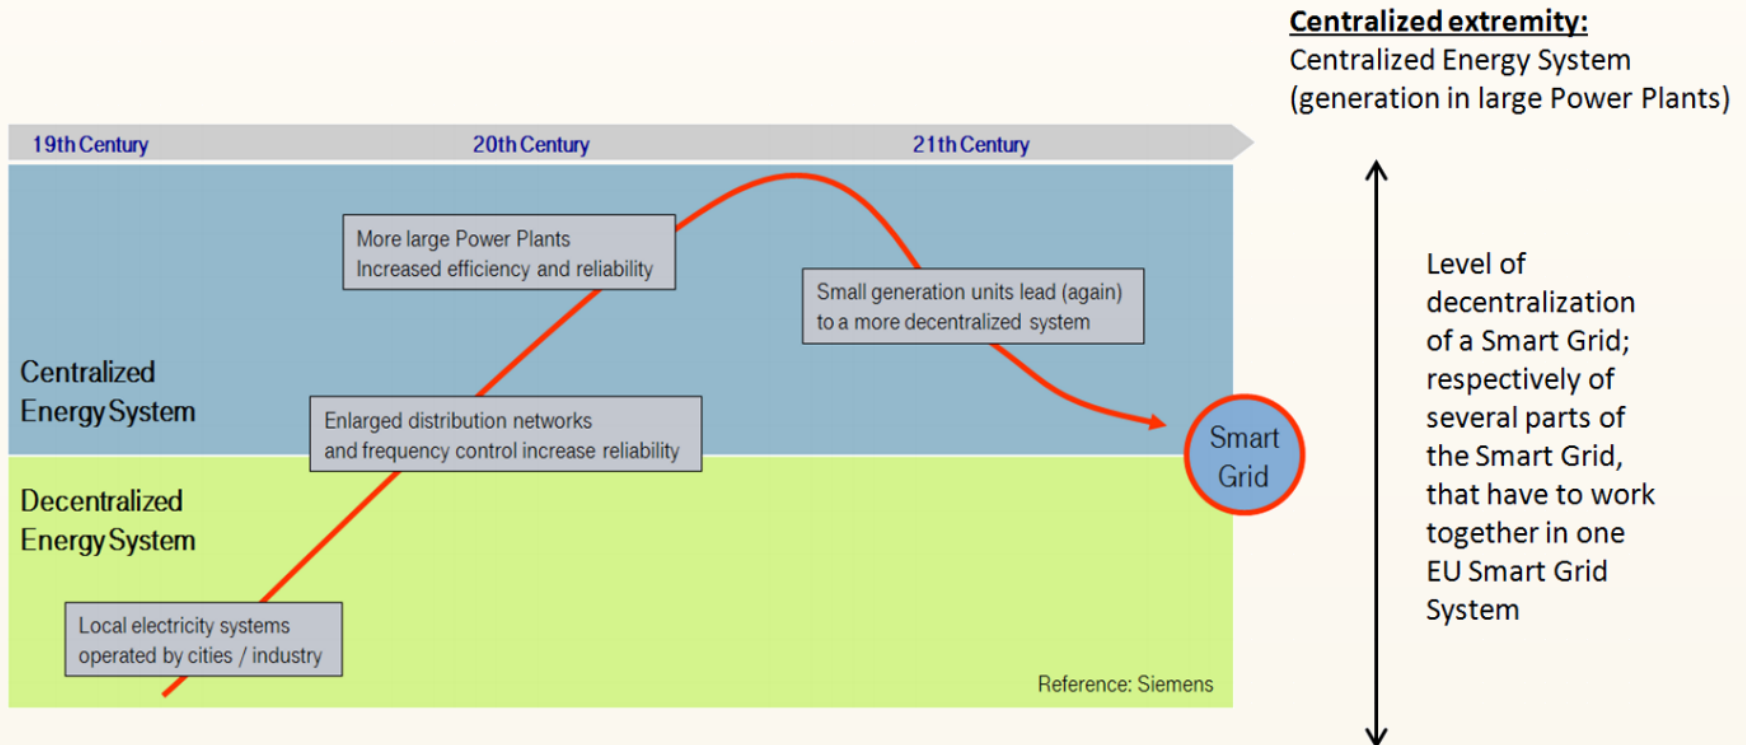 Centralized extremity:
Centralized Energy System
(generation in large Power Plants)
19th Century
20th Century
21th Century
More large Power Plants
Increased efficiency and reliability
Small generation units lead (again)
to a more decentralized system
Centralized
Energy System
Enlarged distribution networks
and frequency control increase reliability
Smart
Grid
Decentralized
Energy System
Local electricity systems
operated by cities / industry
Reference: Siemens
Level of
decentralization
of a Smart Grid;
respectively of
several parts of
the Smart Grid,
that have to work
together in one
EU Smart Grid
System